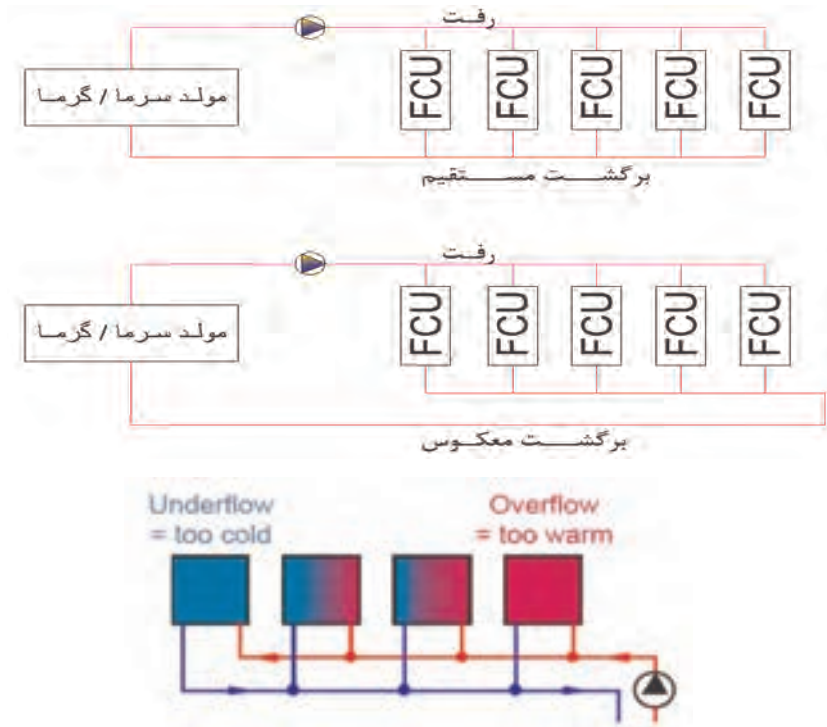 رفت
مولد سرما / گرما
FCU FCU FCU FCU FCU
برگشت مستقیم
رفت
مولد سرما / گرما
FCU FCU FCU FCU FCU
برگشت معکوس
Underflow
= too cold
Overflow
= too warm